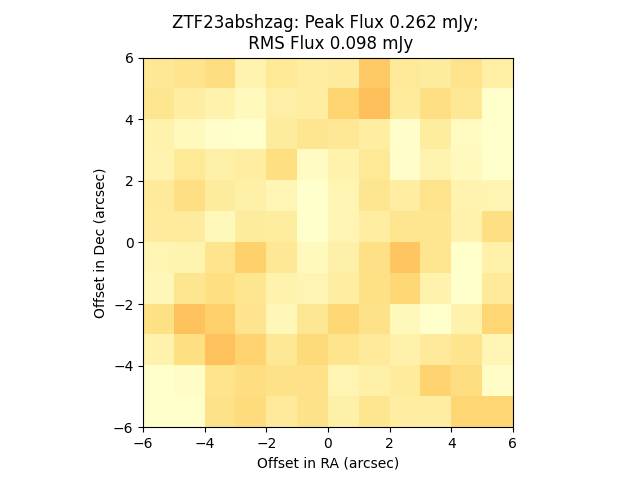 ZTF23abshzag: Peak Flux 0.262 mJy;
RMS Flux 0.098 mJy
6
4
2
0
−2
−4
−6
Offset in Dec (arcsec)
−6 −4 −2 0 2 4 6
Offset in RA (arcsec)